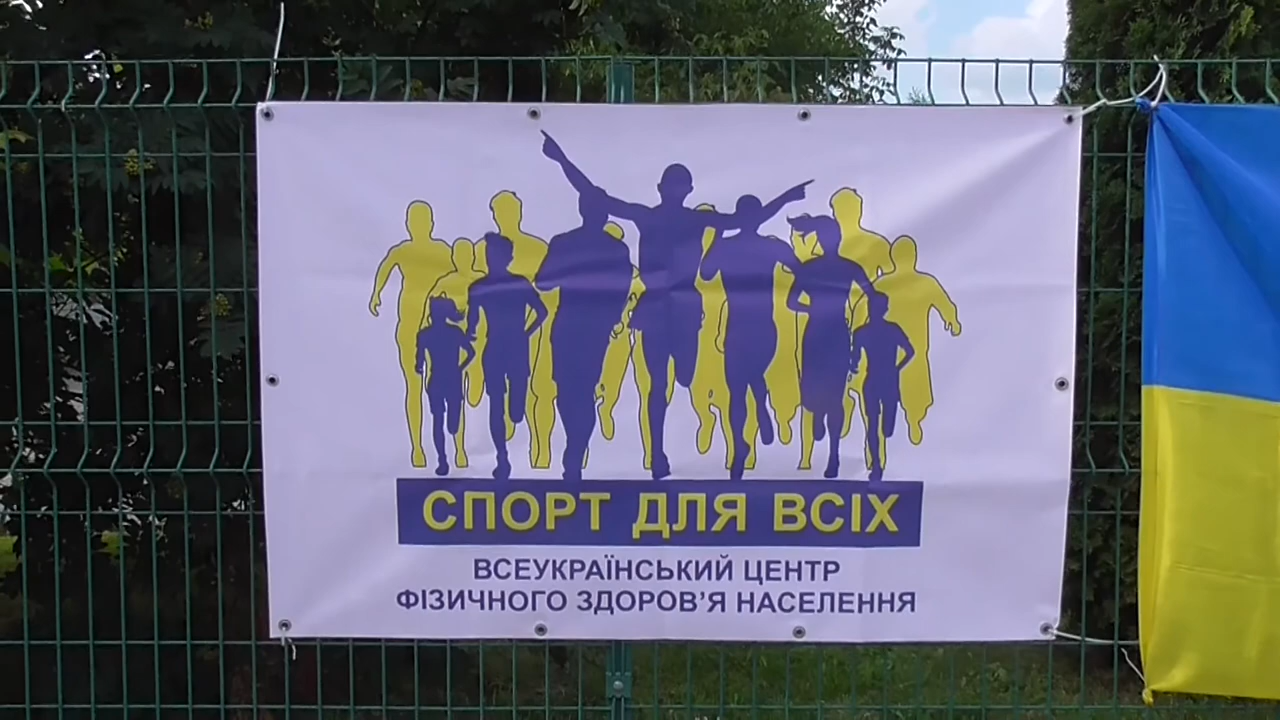 СПОРТ ДЛЯ ВСІХ
ВСЕУКРАЇНСЬКИЙ ЦЕНТР
ФІЗИЧНОГО ЗДОРОВ'Я НАСЕЛЕННЯ